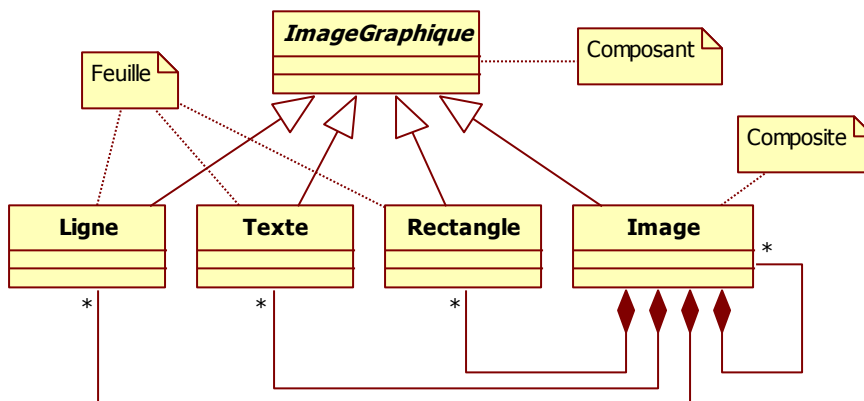 ImageGraphique
Composant
Feuille
Composite
Ligne
Texte
Rectangle
Image
*
*
*
*